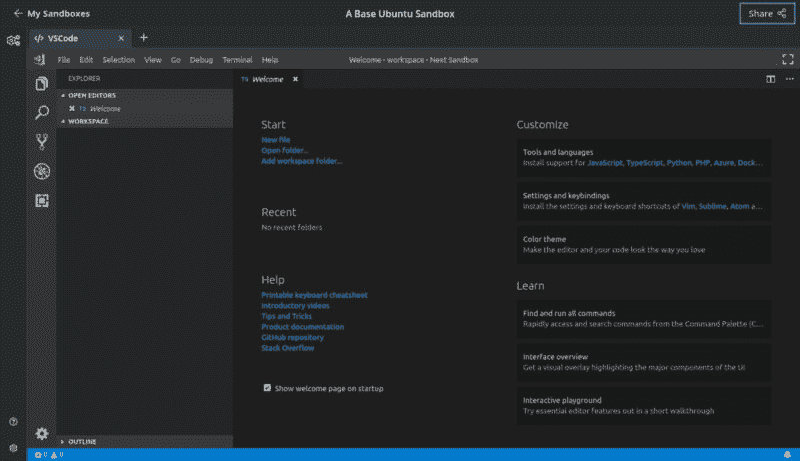 My Sandboxes
A Base Ubuntu Sandbox
Share
VSCode
File Edit Selection View Go Debug Terminal Help
Welcome - workspace - Next Sandbox
EXPLORER
OPEN EDITORS
TS Welcome
WORKSPACE
OUTLINE
TS Welcome
Start
New file
Open folder...
Add workspace folder...
Recent
No recent folders
Help
Printable keyboard cheatsheet
Introductory videos
Tips and Tricks
Product documentation
GitHub repository
Stack Overflow
Show welcome page on startup
Customize
Tools and languages
Install support for JavaScript, TypeScript, Python, PHP, Azure, Dock...
Settings and keybindings
Install the settings and keyboard shortcuts of Vim, Sublime, Atom a...
Color theme
Make the editor and your code look the way you love
Learn
Find and run all commands
Rapidly access and search commands from the Command Palette (C...
Interface overview
Get a visual overlay highlighting the major components of the UI
Interactive playground
Try essential editor features out in a short walkthrough
0 0